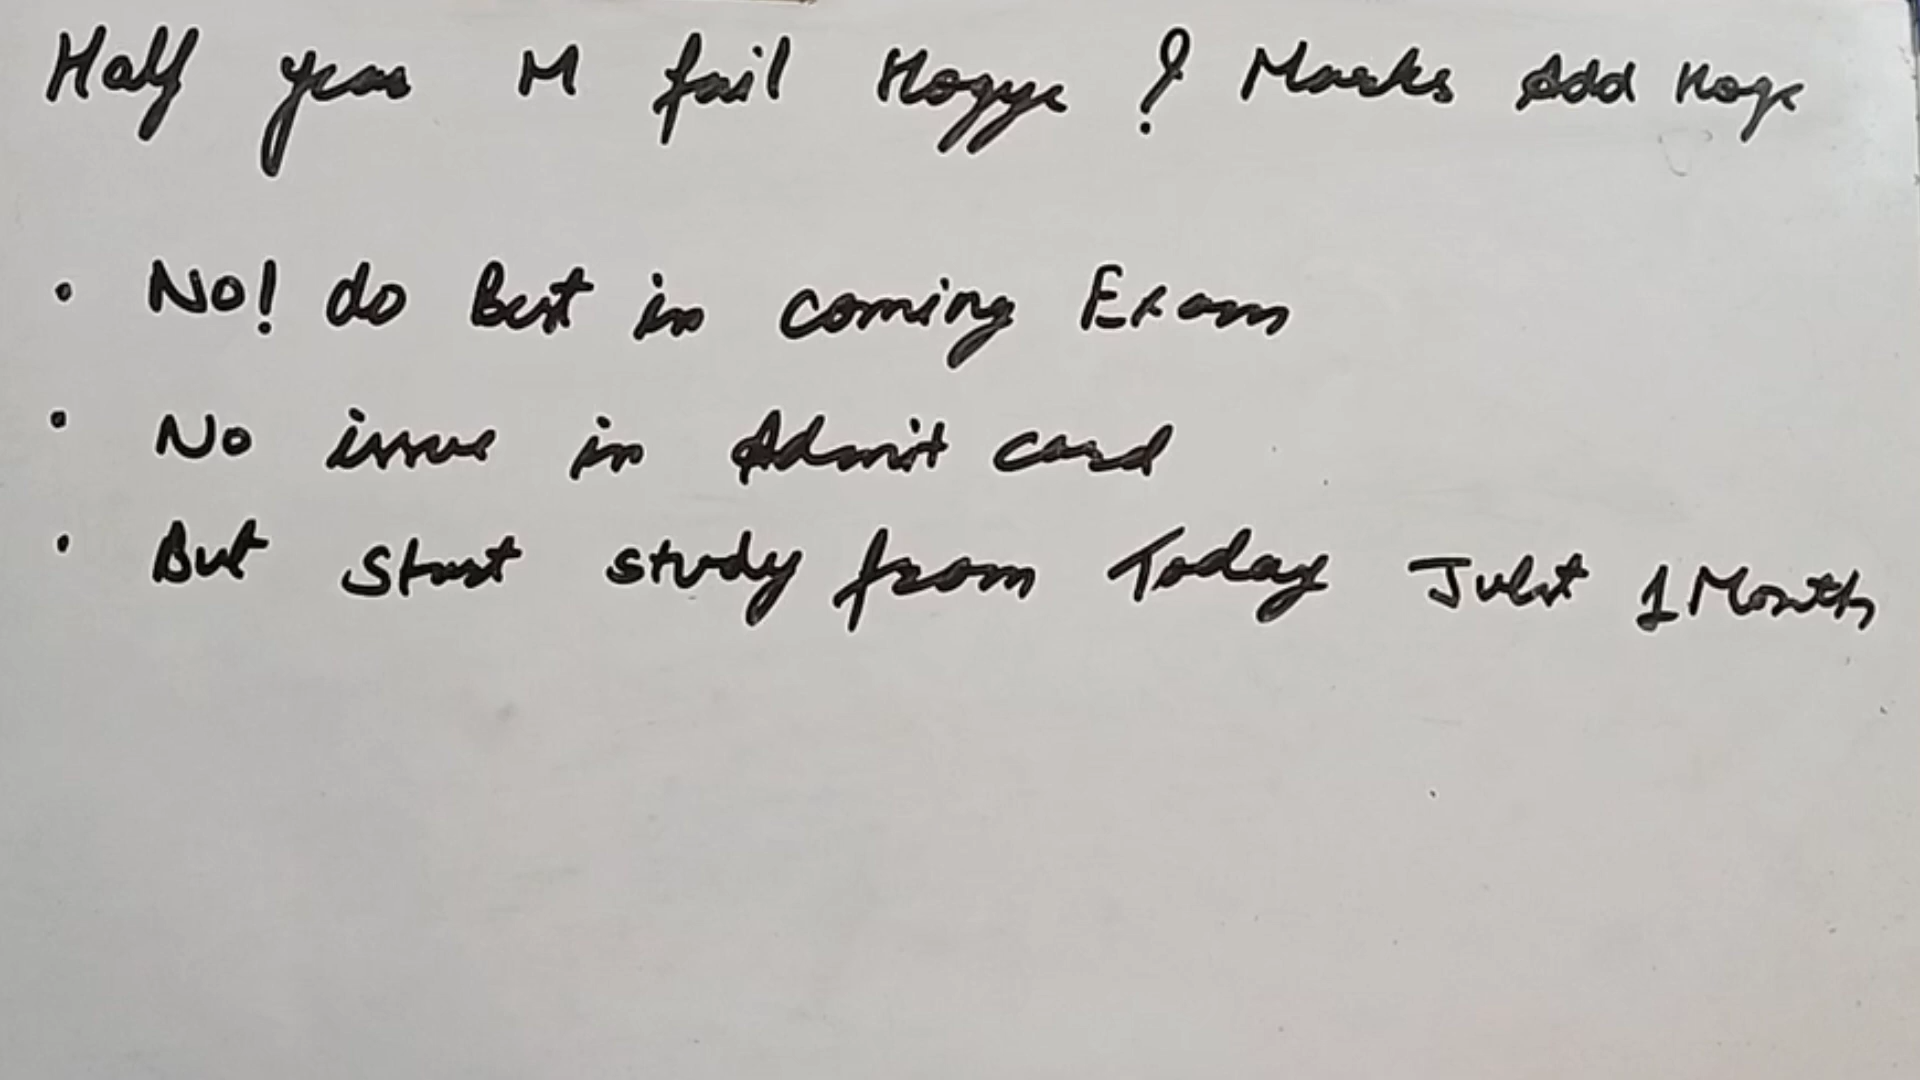 Half year M fail Hogye ? Marks Add Hoge
• No! do Best in coming Exam
• No issue in Admit card
• But Start study from Today Just 1 Month